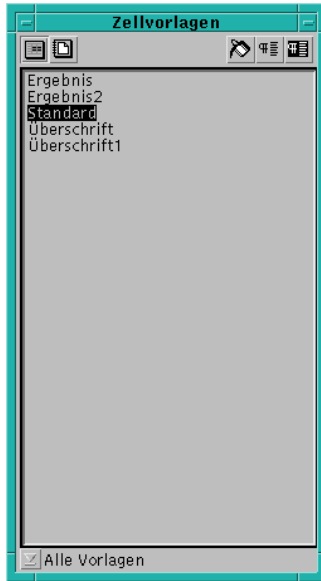 Zellvorlagen
Ergebnis
Ergebnis2
Standard
Überschrift
Überschrift1
Alle Vorlagen